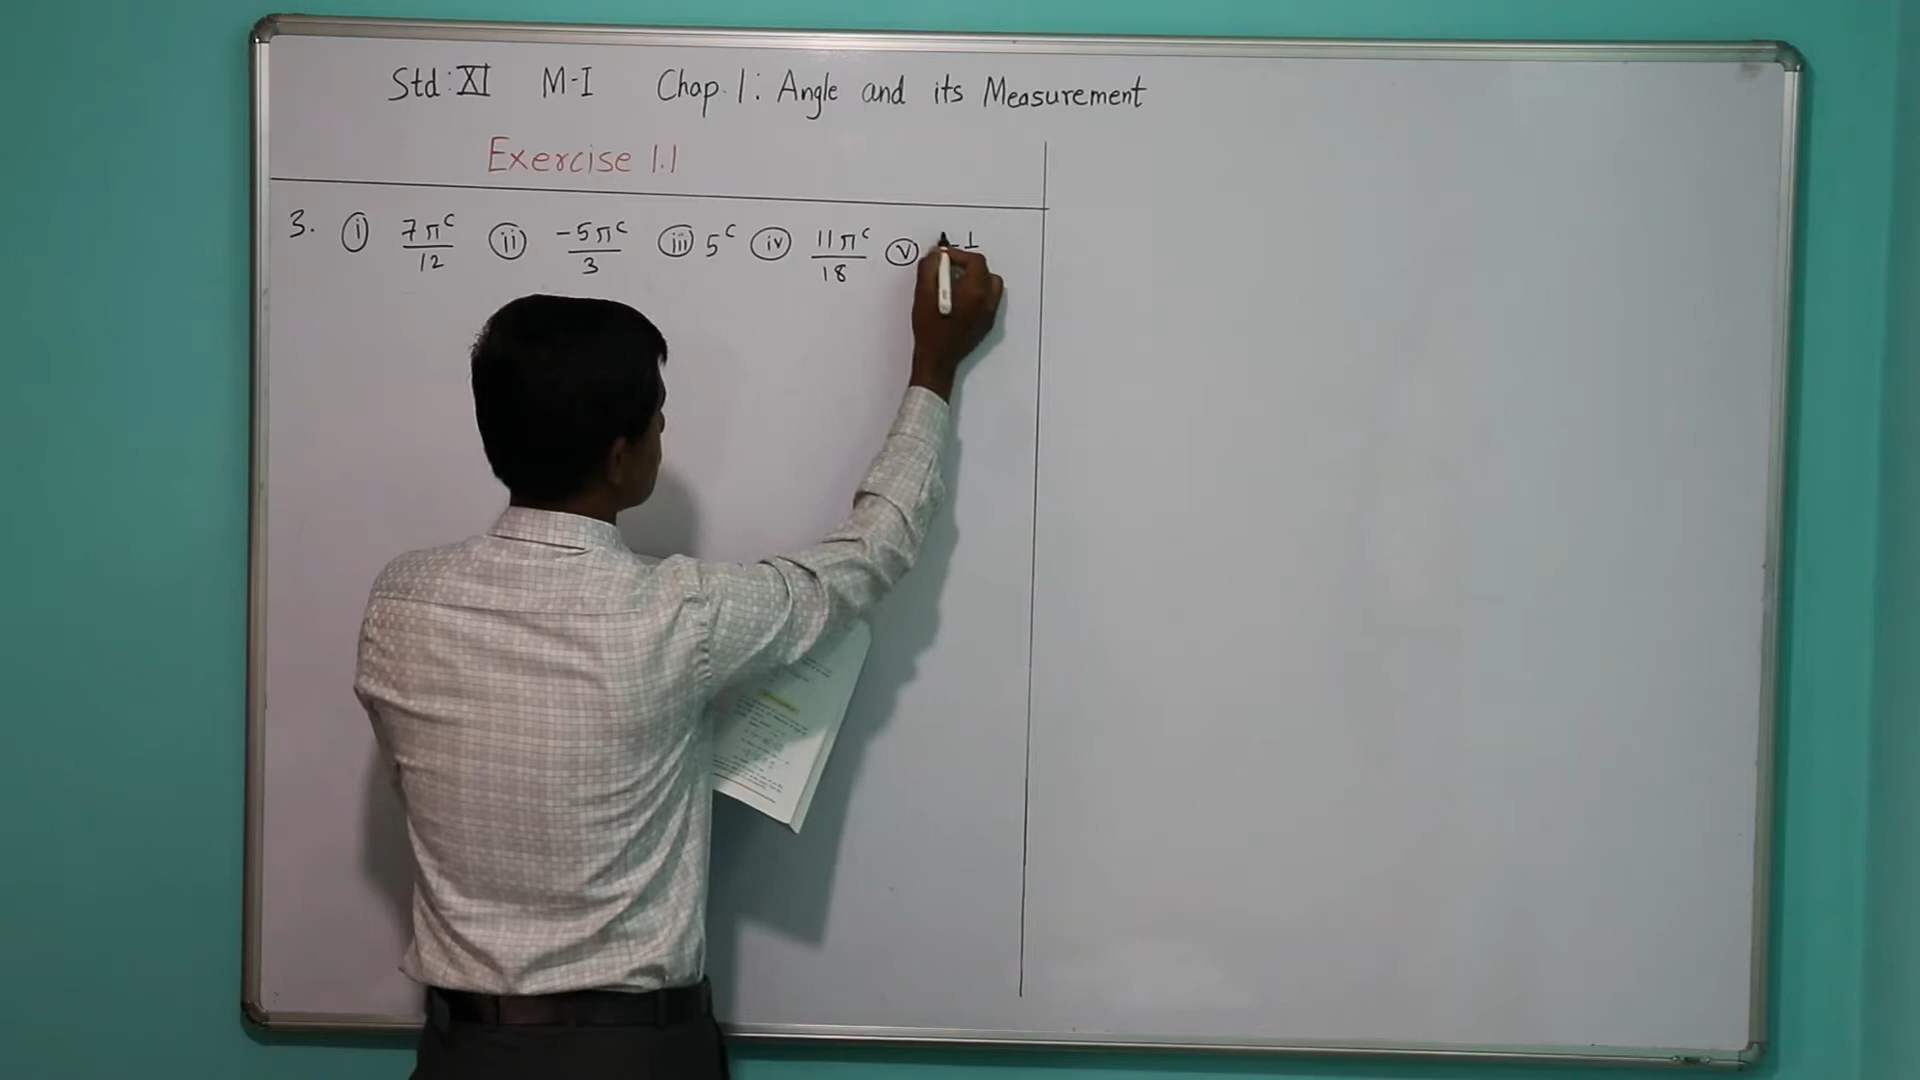 Std: XI M-I Chap. 1: Angle and its Measurement
Exercise 1.1
3. (i) 7π^c/12 (ii) -5π^c/3 (iii) 5^c (iv) 11π^c/18 (v) -1